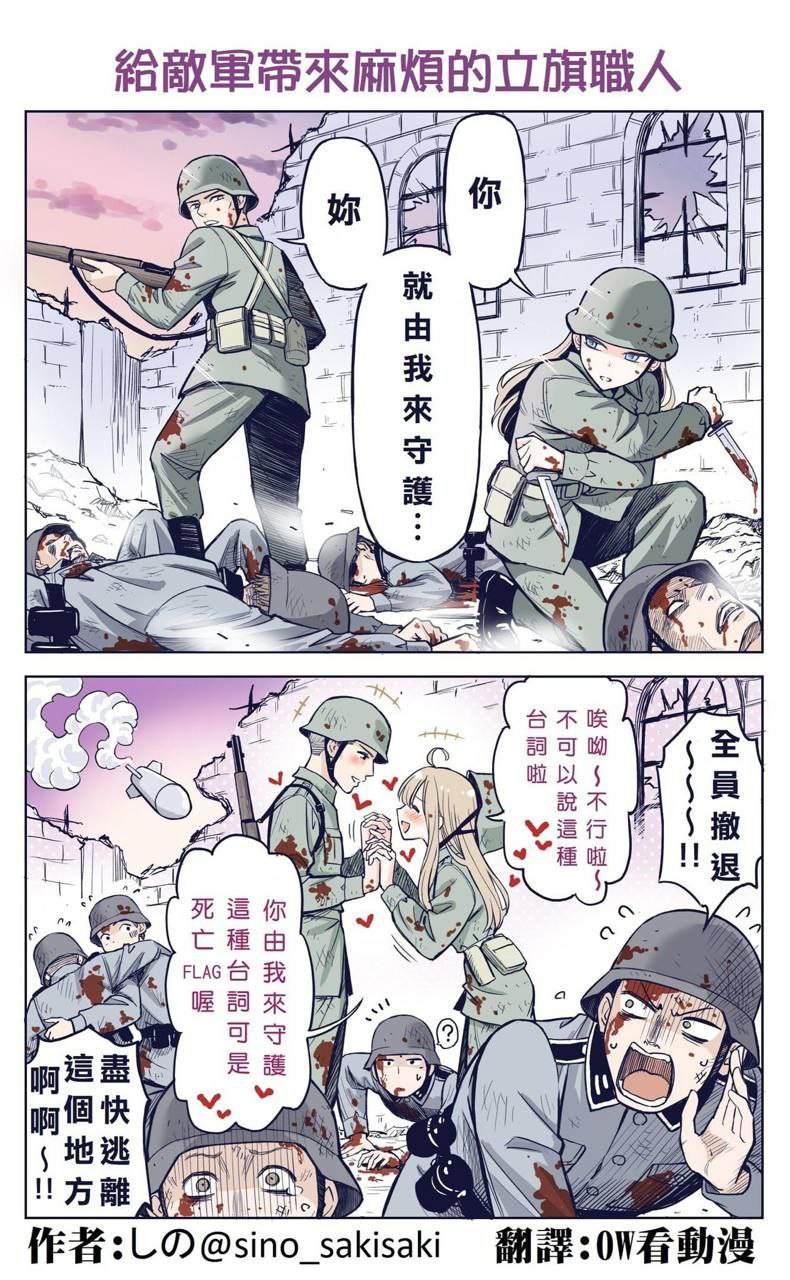 給敵軍帶來麻煩的立旗職人
你
妳
就由我來守護…
全員撤退
～～～!!
唉呦～不行啦～
不可以說這種
台詞啦
你由我來守護
這種台詞可是
死亡FLAG喔
?
盡快逃離
這個地方
啊啊～!!
作者:しの@sino_sakisaki
翻譯:OW看動漫